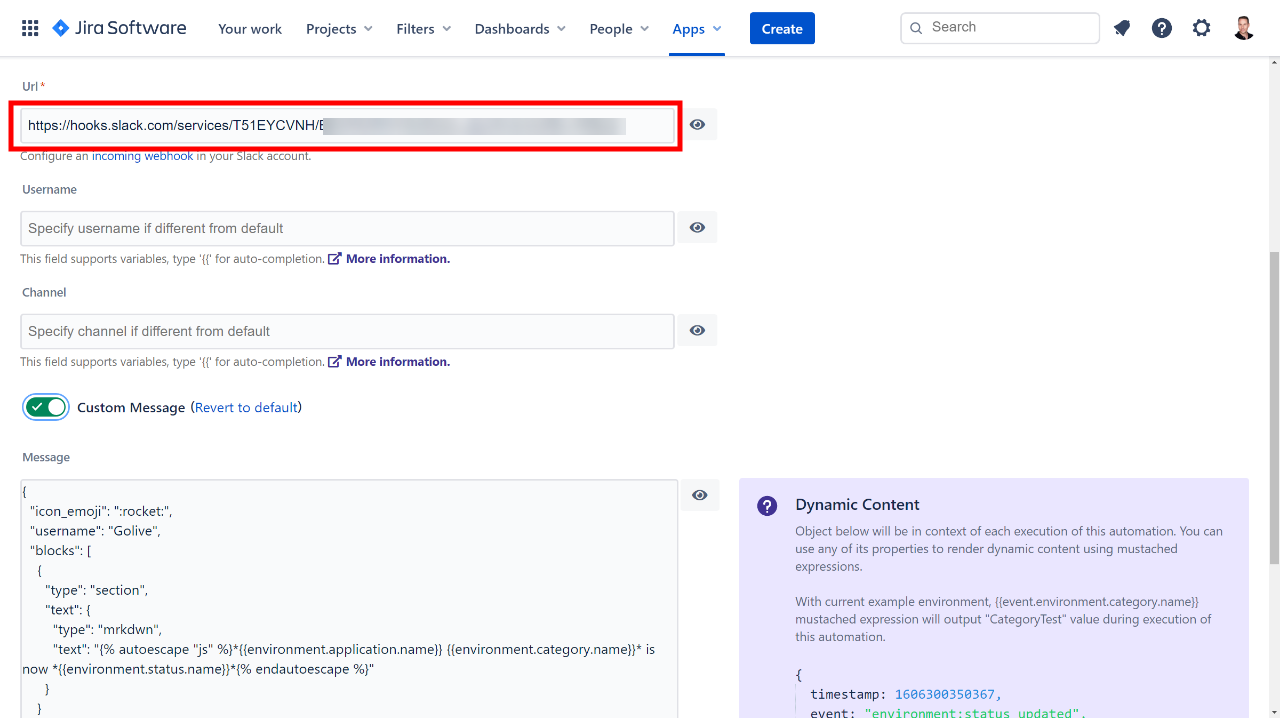 Jira Software Your work Projects Filters Dashboards People Apps Create Search
Url*
https://hooks.slack.com/services/T51EYCVNH/
Configure an incoming webhook in your Slack account.
Username
Specify username if different from default
This field supports variables, type '{{' for auto-completion. More information.
Channel
Specify channel if different from default
This field supports variables, type '{{' for auto-completion. More information.
Custom Message (Revert to default)
Message
{
"icon_emoji": ":rocket:",
"username": "Golive",
"blocks": [
{
"type": "section",
"text": {
"type": "mrkdwn",
"text": "{% autoescape "js" %}*{{environment.application.name}} {{environment.category.name}}* is
now *{{environment.status.name}}*{% endautoescape %}"
}
}
Dynamic Content
Object below will be in context of each execution of this automation. You can
use any of its properties to render dynamic content using mustached
expressions.
With current example environment, {{event.environment.category.name}}
mustached expression will output "CategoryTest" value during execution of
this automation.
{
timestamp: 1606300350367,
event: "environment:status_updated",